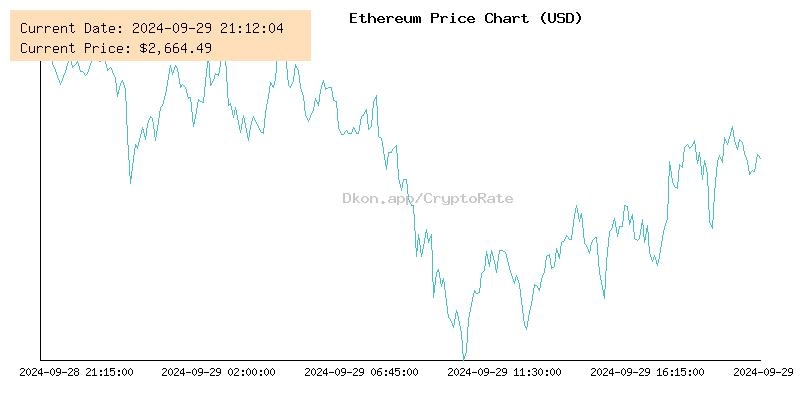 Ethereum Price Chart (USD)
Current Date: 2024-09-29 21:12:04
Current Price: $2,664.49
Dkon.app/CryptoRate
2024-09-28 21:15:00 2024-09-29 02:00:00 2024-09-29 06:45:00 2024-09-29 11:30:00 2024-09-29 16:15:00 2024-09-29